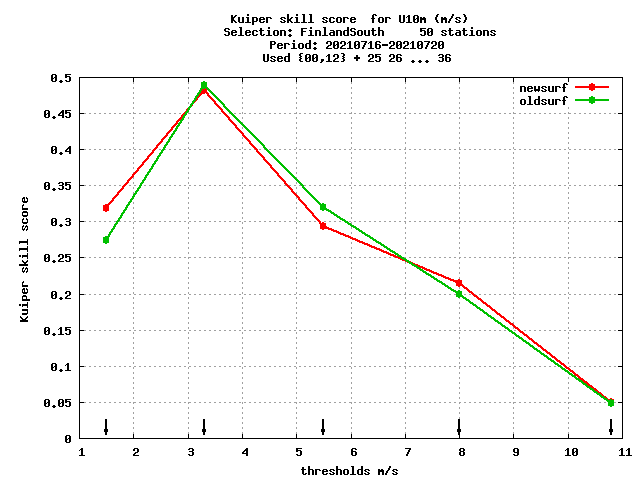 Kuiper skill score  for U10m (m/s)
Selection: FinlandSouth     50 stations
Period: 20210716-20210720
Used {00,12} + 25 26 ... 36
newsurf
oldsurf
0.5
0.45
0.4
0.35
0.3
0.25
0.2
0.15
0.1
0.05
0
Kuiper skill score
1 2 3 4 5 6 7 8 9 10 11
thresholds m/s